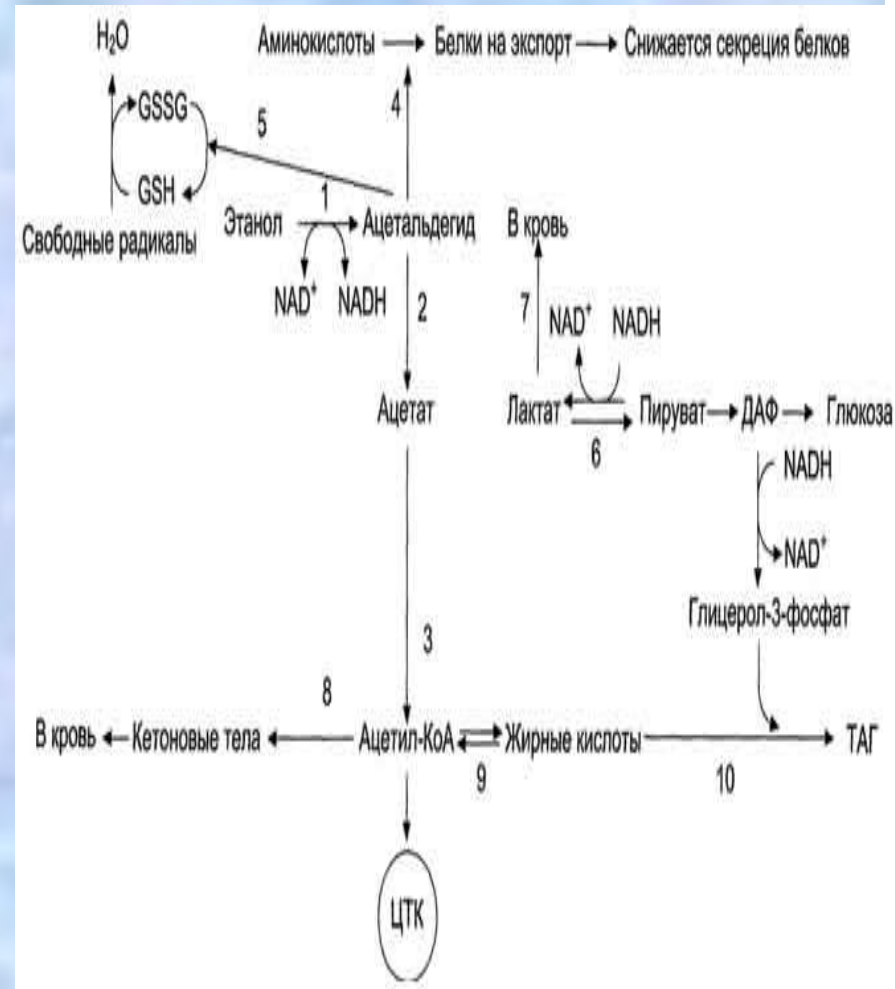 H₂O
Аминокислоты Белки на экспорт Снижается секреция белков
GSSG
5
4
GSH
1
Этанол Ацетальдегид В кровь
Свободные радикалы
NAD⁺ NADH 2 7 NAD⁺ NADH
Ацетат Лактат Пируват ДАФ Глюкоза
6
NADH
NAD⁺
Глицерол-3-фосфат
3
8
В кровь Кетоновые тела Ацетил-КоА Жирные кислоты ТАГ
9 10
ЦТК